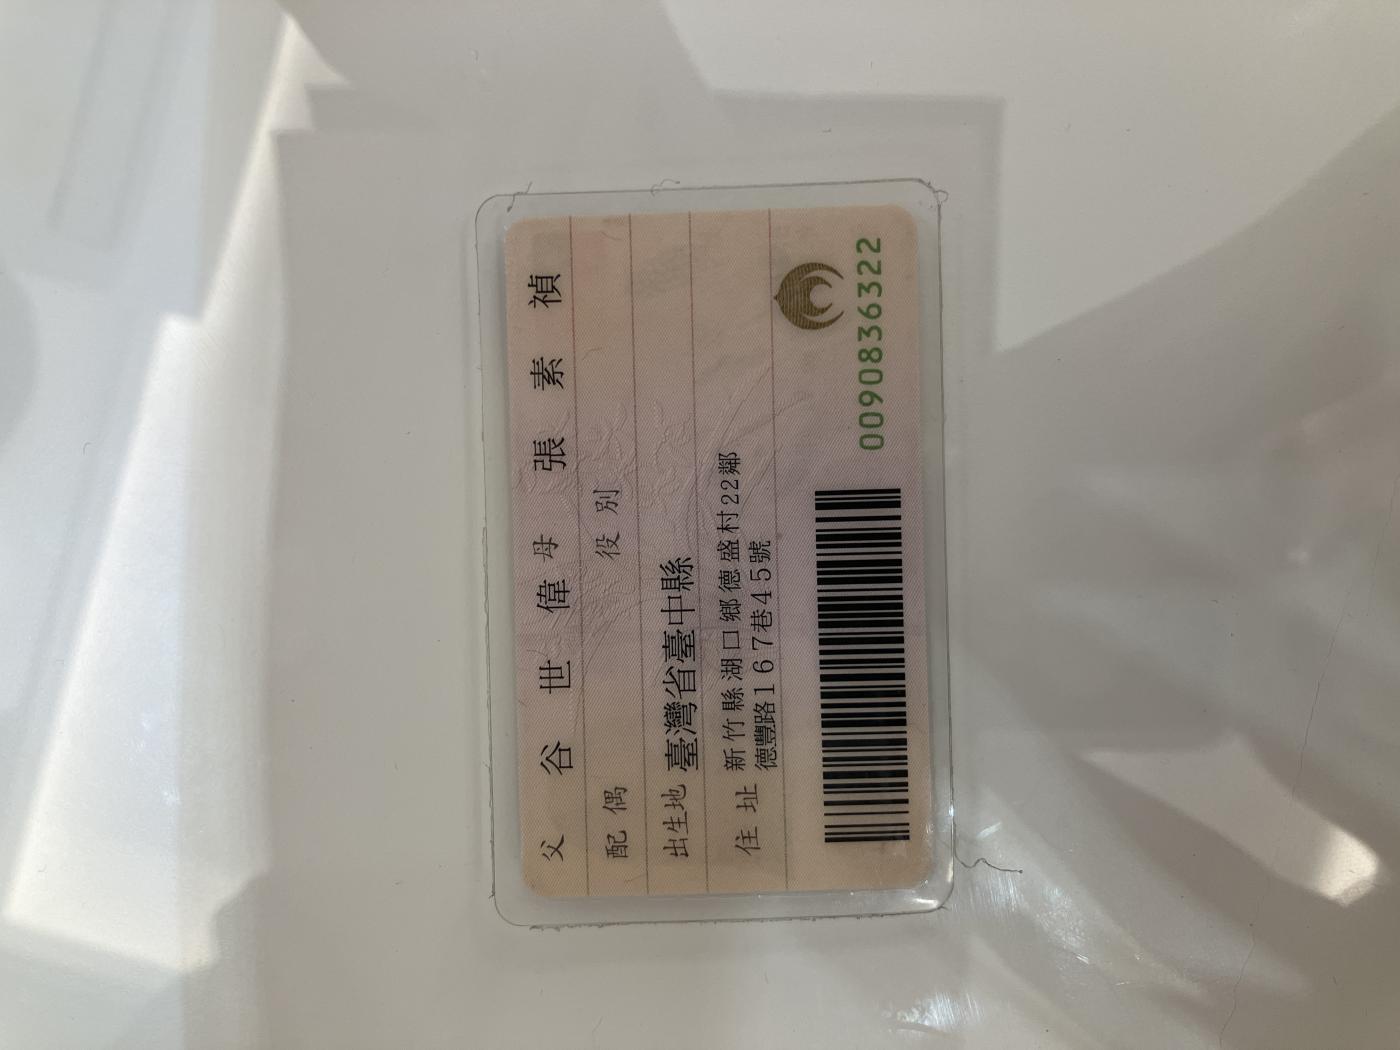 父 谷世偉 母 張素禎
配偶 役別
出生地 臺灣省臺中縣
住址 新竹縣湖口鄉德盛村22鄰
德豐路167巷45號
0090836322